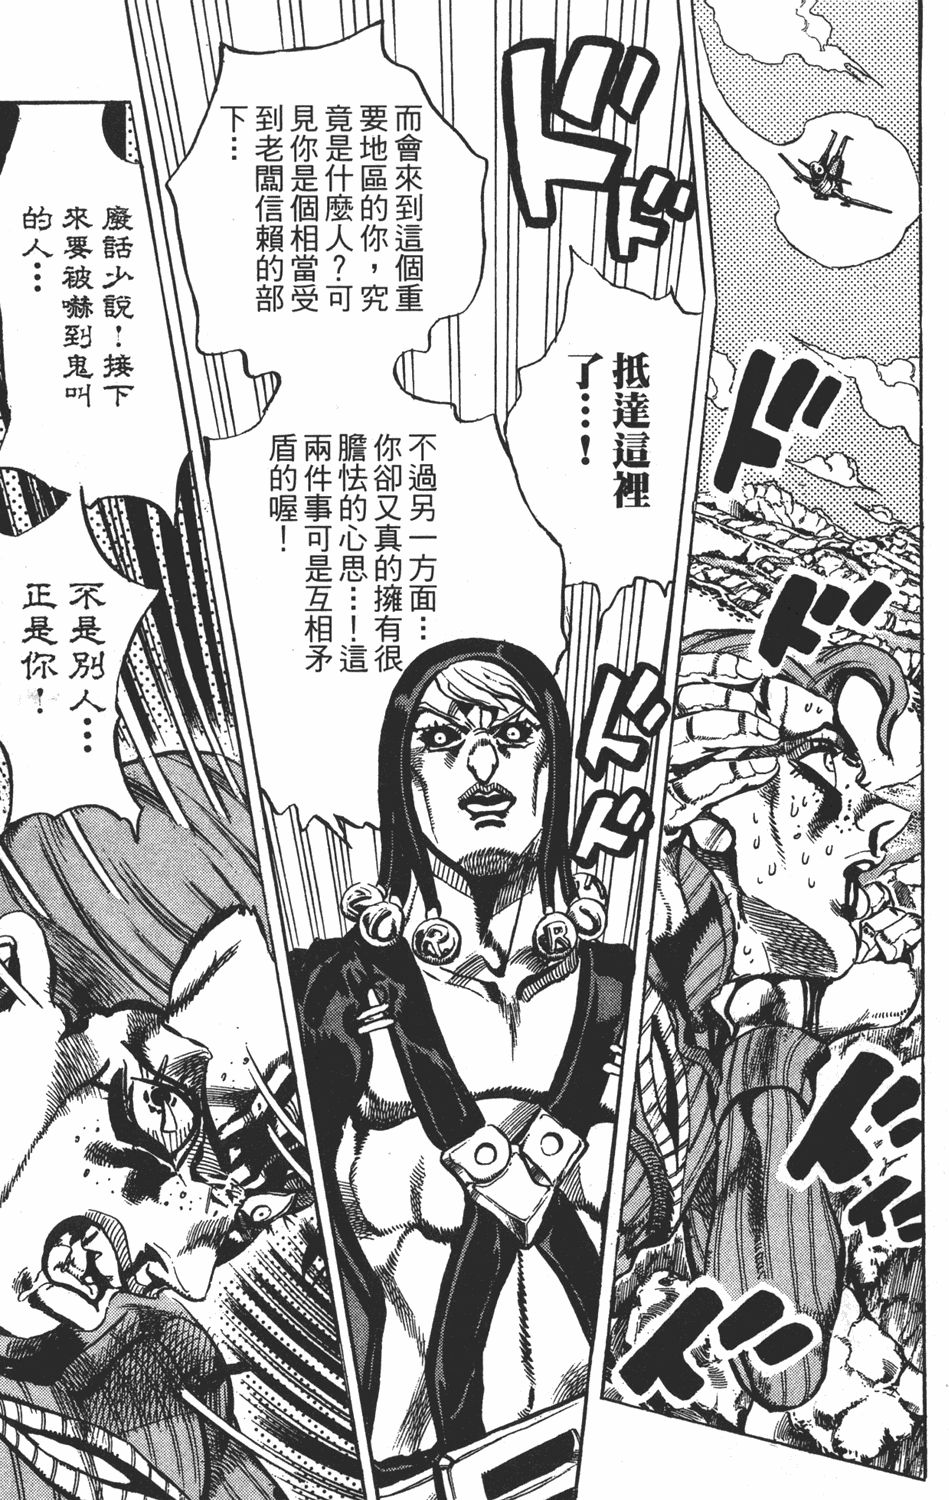 ドド
ドド
ドド
抵達這裡
了…！
ドド
ドド
而會來到這個重
要地區的你，究
竟是什麼人？可
見你是個相當受
到老闆信賴的部
下…
不過另一方面…
你卻又真的擁有很
膽怯的心思…！這
兩件事可是互相矛
盾的喔！
R
R
廢話少說！接下
來要被嚇到鬼叫
的人…
不是別人…
正是你！